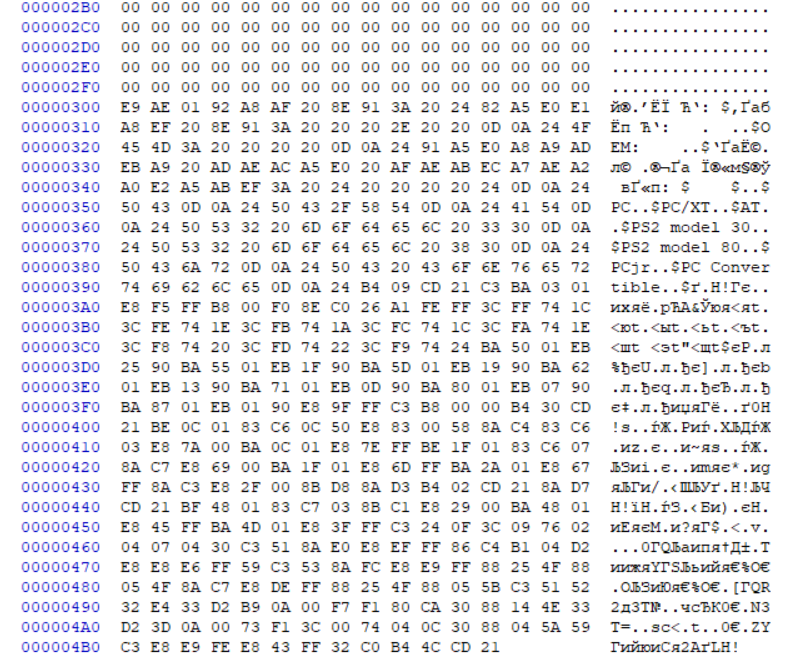 000002B0 00 00 00 00 00 00 00 00 00 00 00 00 00 00 00 00 ................
000002C0 00 00 00 00 00 00 00 00 00 00 00 00 00 00 00 00 ................
000002D0 00 00 00 00 00 00 00 00 00 00 00 00 00 00 00 00 ................
000002E0 00 00 00 00 00 00 00 00 00 00 00 00 00 00 00 00 ................
000002F0 00 00 00 00 00 00 00 00 00 00 00 00 00 00 00 00 ................
00000300 E9 AE 01 92 A8 AF 20 8E 91 3A 20 24 82 A5 E0 E1 й®.’ЁЇ Ћ‘: $‚Ґаб
00000310 A8 EF 20 8E 91 3A 20 20 20 2E 20 20 0D 0A 24 4F Ёп Ћ‘:   .  ..$O
00000320 45 4D 3A 20 20 20 20 0D 0A 24 91 A5 E0 A8 A9 AD EM:    ..$‘ҐаЁ©.
00000330 EB A9 20 AD AE AC A5 E0 20 AF AE AB EC A7 AE A2 л© .®¬Ґа Ї®«м§®ў
00000340 A0 E2 A5 AB EF 3A 20 24 20 20 20 20 24 0D 0A 24  вҐ«п: $    $..$
00000350 50 43 0D 0A 24 50 43 2F 58 54 0D 0A 24 41 54 0D PC..$PC/XT..$AT.
00000360 0A 24 50 53 32 20 6D 6F 64 65 6C 20 33 30 0D 0A .$PS2 model 30..
00000370 24 50 53 32 20 6D 6F 64 65 6C 20 38 30 0D 0A 24 $PS2 model 80..$
00000380 50 43 6A 72 0D 0A 24 50 43 20 43 6F 6E 76 65 72 PCjr..$PC Conver
00000390 74 69 62 6C 65 0D 0A 24 B4 09 CD 21 C3 BA 03 01 tible..$ґ.Н!Гє..
000003A0 E8 F5 FF B8 00 F0 8E C0 26 A1 FE FF 3C FF 74 1C ихяё.рЋА&Ўюя<яt.
000003B0 3C FE 74 1E 3C FB 74 1A 3C FC 74 1C 3C FA 74 1E <юt.<ыt.<ьt.<ъt.
000003C0 3C F8 74 20 3C FD 74 22 3C F9 74 24 BA 50 01 EB <шt <эt"<щt$єP.л
000003D0 25 90 BA 55 01 EB 1F 90 BA 5D 01 EB 19 90 BA 62 %ђєU.л.ђє].л.ђєb
000003E0 01 EB 13 90 BA 71 01 EB 0D 90 BA 80 01 EB 07 90 .л.ђєq.л.ђєЂ.л.ђ
000003F0 BA 87 01 EB 01 90 E8 9F FF C3 B8 00 00 B4 30 CD є‡.л.ђиџяГё..ґ0Н
00000400 21 BE 0C 01 83 C6 0C 50 E8 83 00 58 8A C4 83 C6 !ѕ..ѓЖ.Pиѓ.XЉДѓЖ
00000410 03 E8 7A 00 BA 0C 01 E8 7E FF BE 1F 01 83 C6 07 .иz.є..и~яѕ..ѓЖ.
00000420 8A C7 E8 69 00 BA 1F 01 E8 6D FF BA 2A 01 E8 67 ЉЗиi.є..иmяє*.иg
00000430 FF 8A C3 E8 2F 00 8B D8 8A D3 B4 02 CD 21 8A D7 яЉГи/.‹ШЉУґ.Н!ЉЧ
00000440 CD 21 BF 48 01 83 C7 03 8B C1 E8 29 00 BA 48 01 Н!їH.ѓЗ.‹Би).єH.
00000450 E8 45 FF BA 4D 01 E8 3F FF C3 24 0F 3C 09 76 02 иEяєM.и?яГ$.<.v.
00000460 04 07 04 30 C3 51 8A E0 E8 EF FF 86 C4 B1 04 D2 ...0ГQЉаипя†Д±.Т
00000470 E8 E8 E6 FF 59 C3 53 8A FC E8 E9 FF 88 25 4F 88 иижяYГSЉьийя€%O€
00000480 05 4F 8A C7 E8 DE FF 88 25 4F 88 05 5B C3 51 52 .OЉЗиЮя€%O€.[ГQR
00000490 32 E4 33 D2 B9 0A 00 F7 F1 80 CA 30 88 14 4E 33 2д3Т№..чсЂК0€.N3
000004A0 D2 3D 0A 00 73 F1 3C 00 74 04 0C 30 88 04 5A 59 Т=..sс<.t..0€.ZY
000004B0 C3 E8 E9 FE E8 43 FF 32 C0 B4 4C CD 21 ГийюиCя2АґLН!